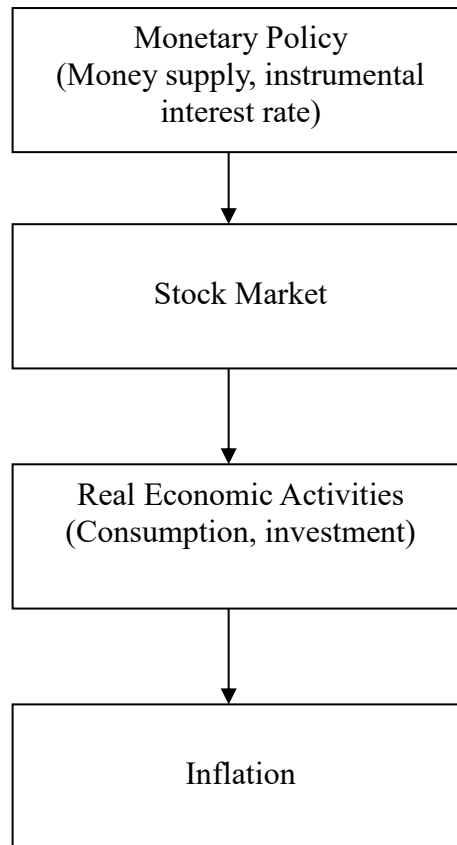 Monetary Policy
(Money supply, instrumental
interest rate)
Stock Market
Real Economic Activities
(Consumption, investment)
Inflation